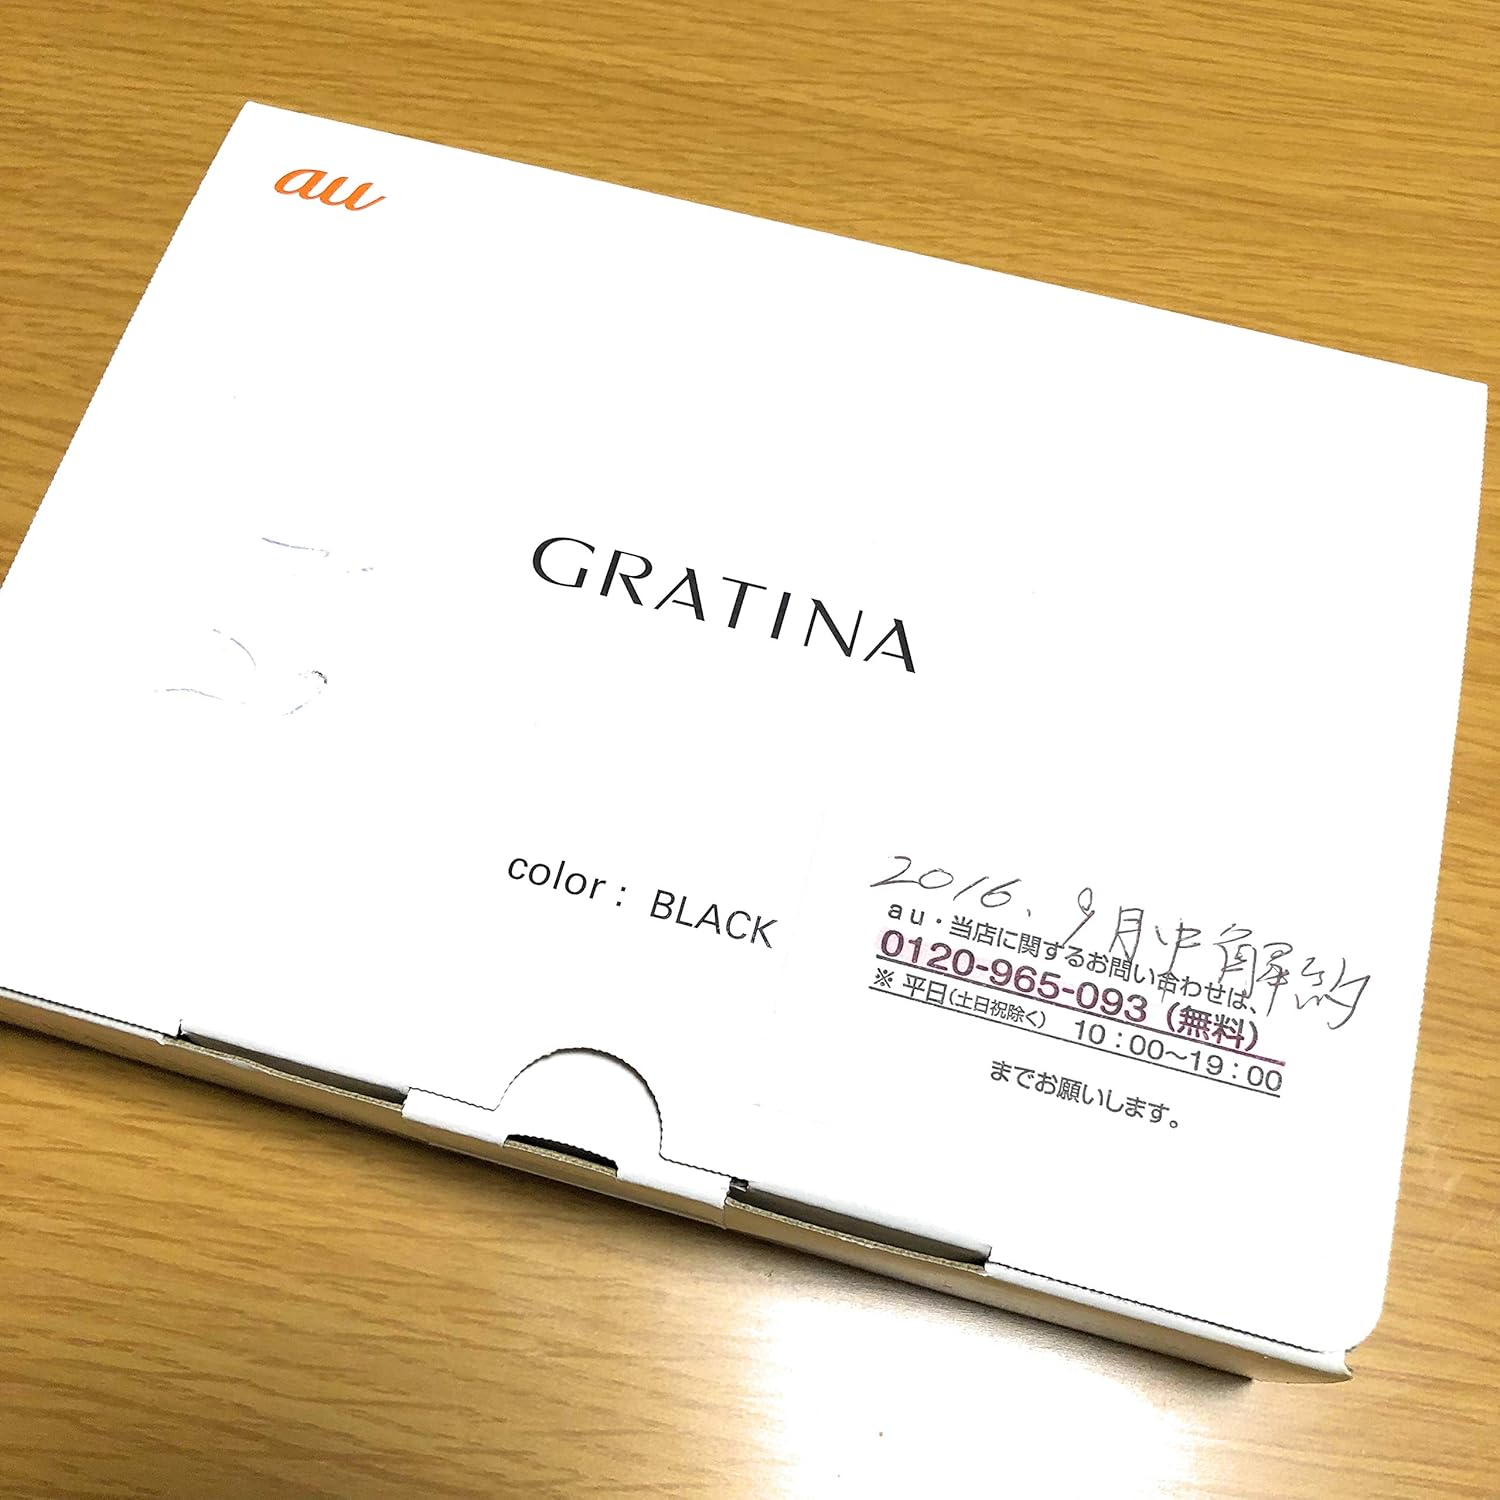 au
GRATINA
color: BLACK
2016.9月中解約
au・当店に関するお問い合わせは、
0120-965-093（無料）
※ 平日（土日祝除く） 10：00〜19：00
までお願いします。